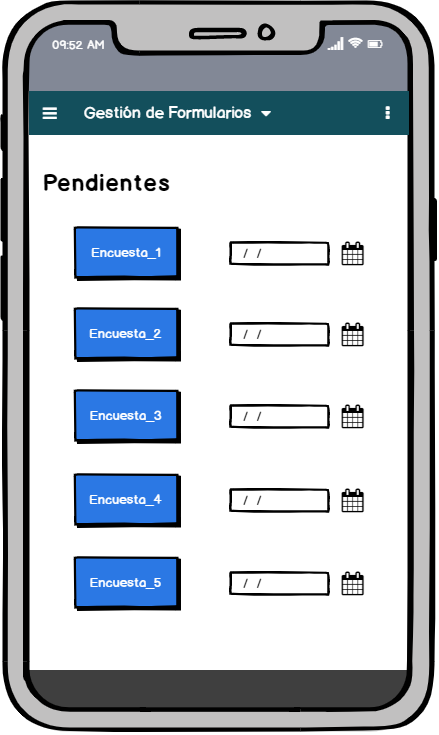 09:52 AM
Gestión de Formularios
Pendientes
Encuesta_1 / /
Encuesta_2 / /
Encuesta_3 / /
Encuesta_4 / /
Encuesta_5 / /